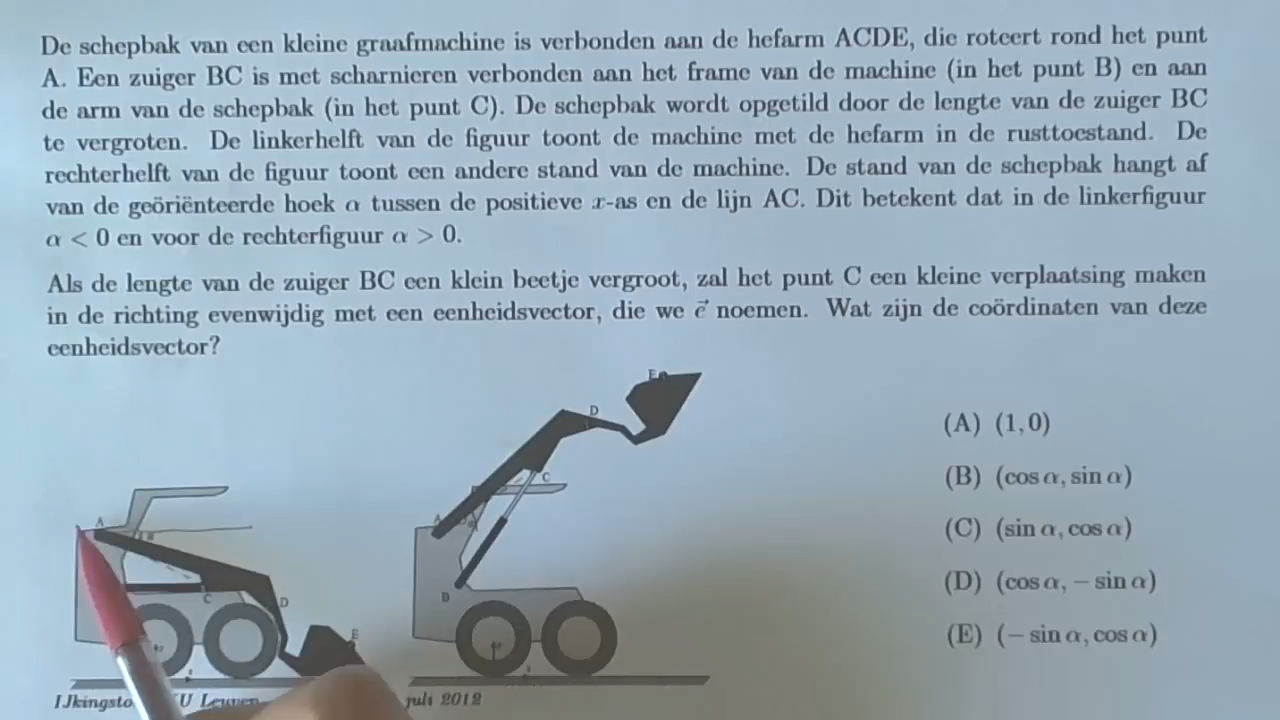 De schepbak van een kleine graafmachine is verbonden aan de hefarm ACDE, die roteert rond het punt
A. Een zuiger BC is met scharnieren verbonden aan het frame van de machine (in het punt B) en aan
de arm van de schepbak (in het punt C). De schepbak wordt opgetild door de lengte van de zuiger BC
te vergroten. De linkerhelft van de figuur toont de machine met de hefarm in de rusttoestand. De
rechterhelft van de figuur toont een andere stand van de machine. De stand van de schepbak hangt af
van de geöriënteerde hoek α tussen de positieve x-as en de lijn AC. Dit betekent dat in de linkerfiguur
α < 0 en voor de rechterfiguur α > 0.
Als de lengte van de zuiger BC een klein beetje vergroot, zal het punt C een kleine verplaatsing maken
in de richting evenwijdig met een eenheidsvector, die we e⃗ noemen. Wat zijn de coördinaten van deze
eenheidsvector?
A
C
D
E
A
B
C
D
E
(A) (1, 0)
(B) (cos α, sin α)
(C) (sin α, cos α)
(D) (cos α, − sin α)
(E) (− sin α, cos α)
IJkingsto U Leuven juli 2012